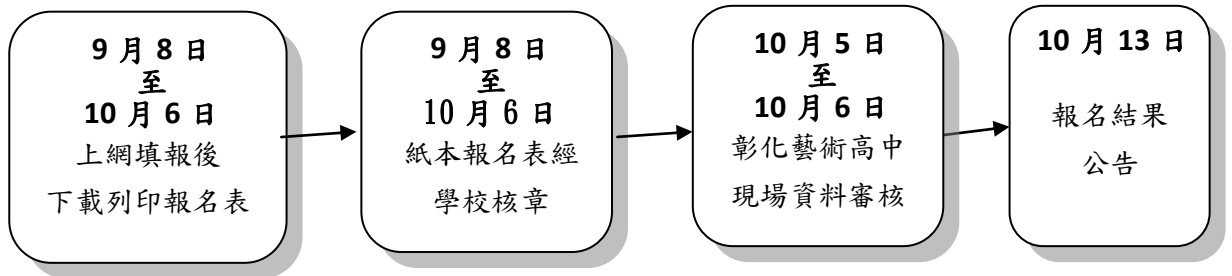 9 月 8 日
至
10 月 6 日
上網填報後
下載列印報名表
9 月 8 日
至
10 月 6 日
紙本報名表經
學校核章
10 月 5 日
至
10 月 6 日
彰化藝術高中
現場資料審核
10 月 13 日
報名結果
公告